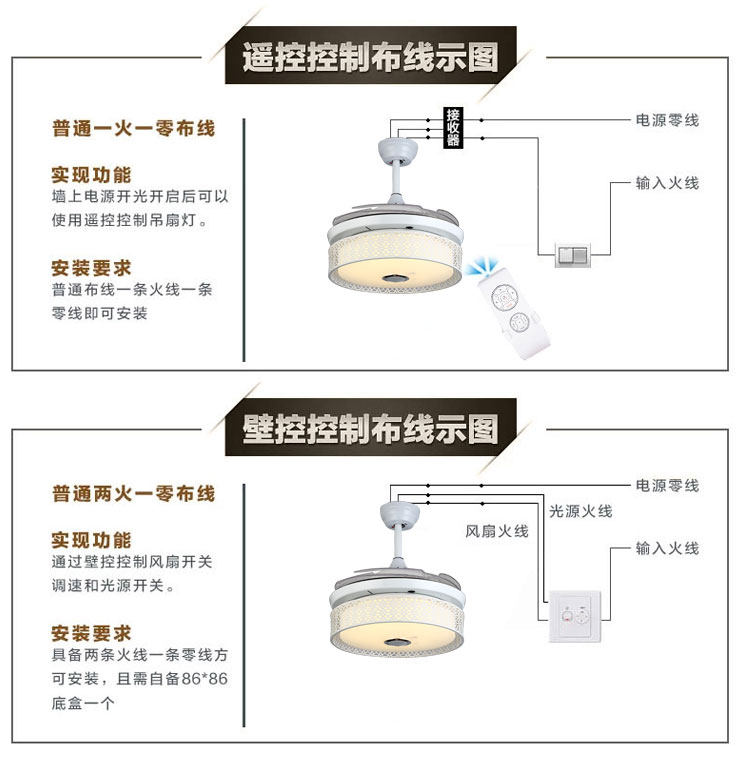 遥控控制布线示图
普通一火一零布线
实现功能
墙上电源开光开启后可以
使用遥控控制吊扇灯。
安装要求
普通布线一条火线一条
零线即可安装
接收器
电源零线
输入火线
壁控控制布线示图
普通两火一零布线
实现功能
通过壁控控制风扇开关
调速和光源开关。
安装要求
具备两条火线一条零线方
可安装，且需自备86*86
底盒一个
电源零线
光源火线
风扇火线
输入火线